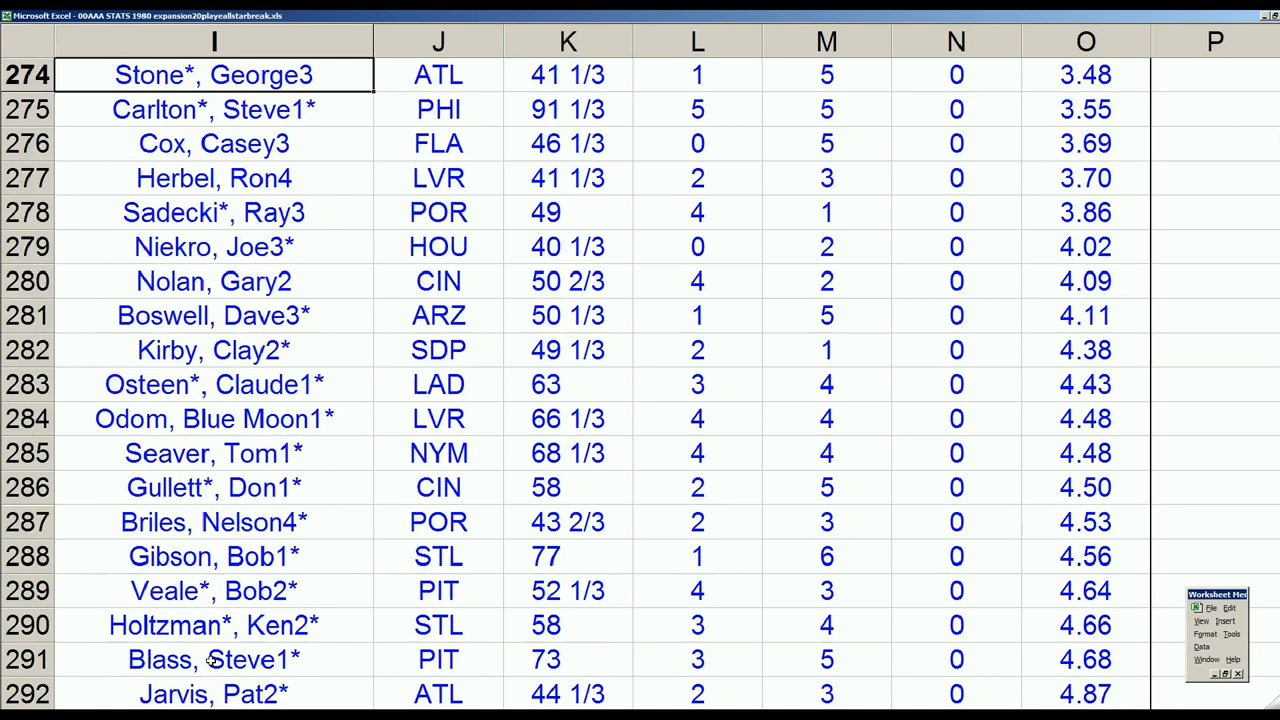 Microsoft Excel - 00AAA STATS 1980 expansion20playeallstarbreak.xls
I J K L M N O P
274 Stone*, George3 ATL 41 1/3 1 5 0 3.48
275 Carlton*, Steve1* PHI 91 1/3 5 5 0 3.55
276 Cox, Casey3 FLA 46 1/3 0 5 0 3.69
277 Herbel, Ron4 LVR 41 1/3 2 3 0 3.70
278 Sadecki*, Ray3 POR 49 4 1 0 3.86
279 Niekro, Joe3* HOU 40 1/3 0 2 0 4.02
280 Nolan, Gary2 CIN 50 2/3 4 2 0 4.09
281 Boswell, Dave3* ARZ 50 1/3 1 5 0 4.11
282 Kirby, Clay2* SDP 49 1/3 2 1 0 4.38
283 Osteen*, Claude1* LAD 63 3 4 0 4.43
284 Odom, Blue Moon1* LVR 66 1/3 4 4 0 4.48
285 Seaver, Tom1* NYM 68 1/3 4 4 0 4.48
286 Gullett*, Don1* CIN 58 2 5 0 4.50
287 Briles, Nelson4* POR 43 2/3 2 3 0 4.53
288 Gibson, Bob1* STL 77 1 6 0 4.56
289 Veale*, Bob2* PIT 52 1/3 4 3 0 4.64
290 Holtzman*, Ken2* STL 58 3 4 0 4.66
291 Blass, Steve1* PIT 73 3 5 0 4.68
292 Jarvis, Pat2* ATL 44 1/3 2 3 0 4.87
Worksheet Men
File Edit
View Insert
Format Tools
Data
Window Help